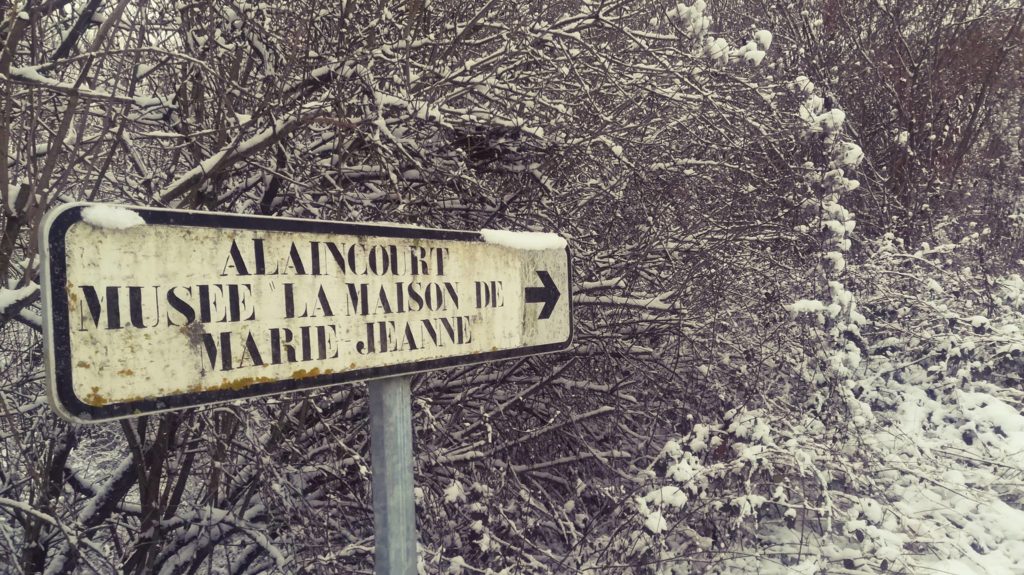 ALAINCOURT
MUSEE "LA MAISON DE
MARIE JEANNE"